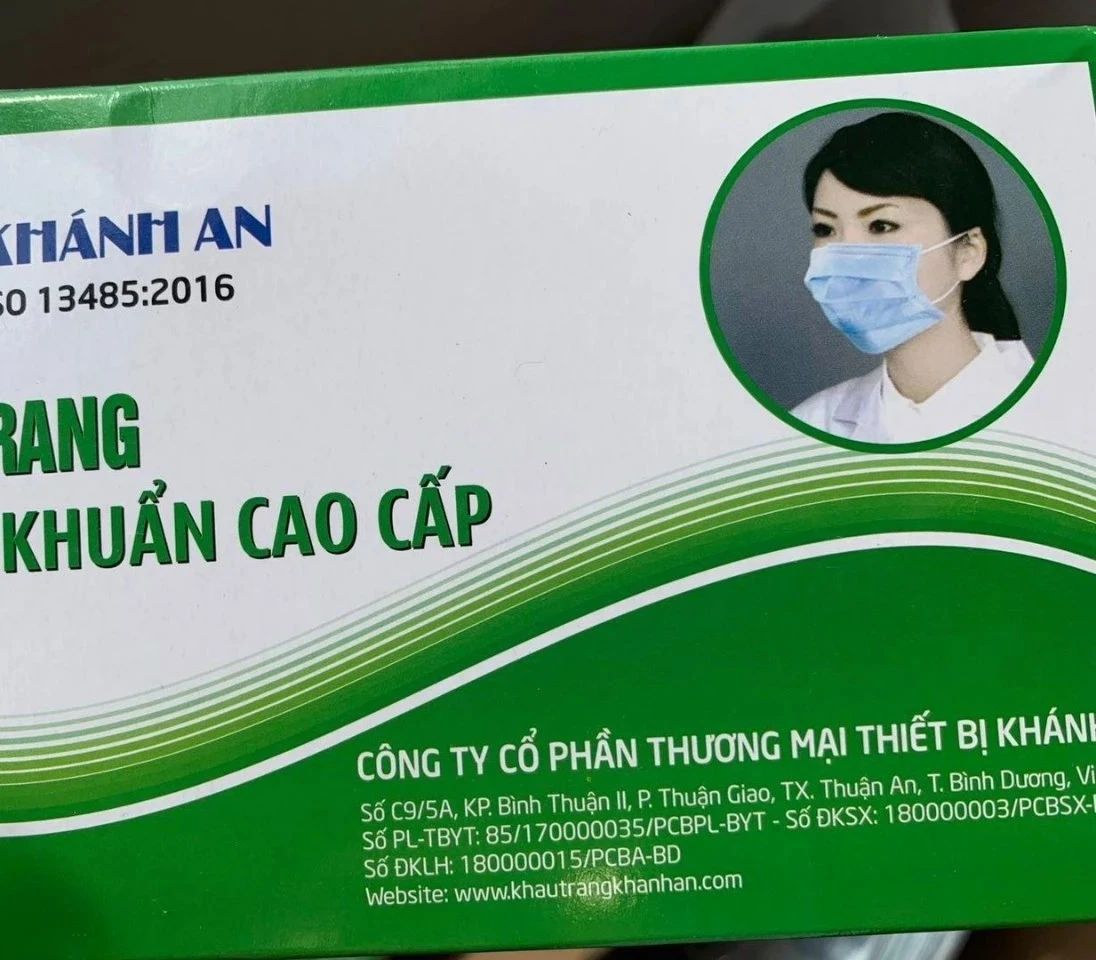 KHÁNH AN
SO 13485:2016
RANG
KHUẨN CAO CẤP
CÔNG TY CỔ PHẦN THƯƠNG MẠI THIẾT BỊ KHÁNH
Số C9/5A, KP. Bình Thuận II, P. Thuận Giao, TX. Thuận An, T. Bình Dương, Vi
Số PL-TBYT: 85/170000035/PCBPL-BYT - Số ĐKSX: 180000003/PCBSX-
Số ĐKLH: 180000015/PCBA-BD
Website: www.khautrangkhanhan.com